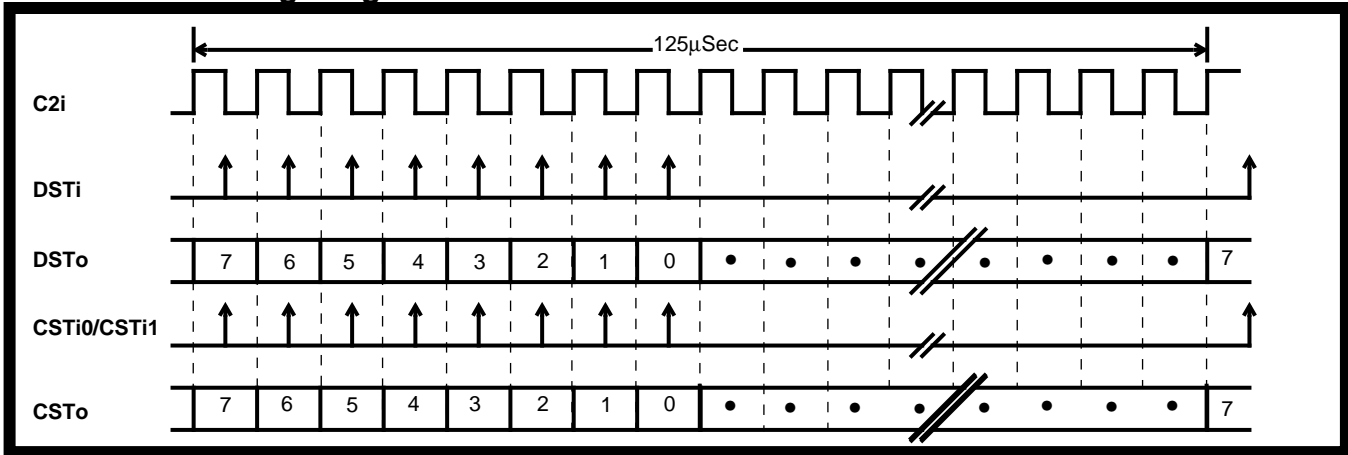 125μSec
C2i
DSTi
DSTo 7 6 5 4 3 2 1 0 • • • • • • • • 7
CSTi0/CSTi1
CSTo 7 6 5 4 3 2 1 0 • • • • • • • • 7